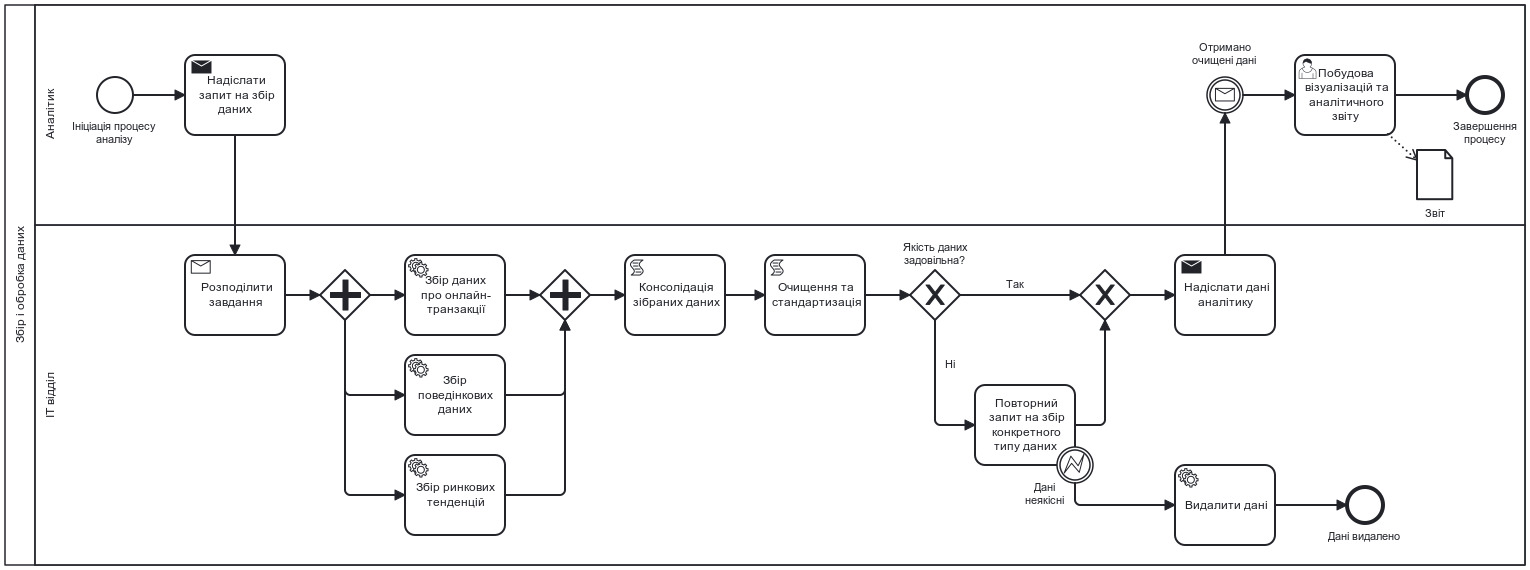 Збір і обробка даних
Аналітик
Ініціація процесу
аналізу
Надіслати
запит на збір
даних
Отримано
очищені дані
Побудова
візуалізацій та
аналітичного
звіту
Завершення
процесу
Звіт
ІТ відділ
Розподілити
завдання
Збір даних
про онлайн-
транзакції
Збір
поведінкових
даних
Збір ринкових
тенденцій
Консолідація
зібраних даних
Очищення та
стандартизація
Якість даних
задовільна?
Так
Ні
Повторний
запит на збір
конкретного
типу даних
Дані
неякісні
Надіслати дані
аналітику
Видалити дані
Дані видалено